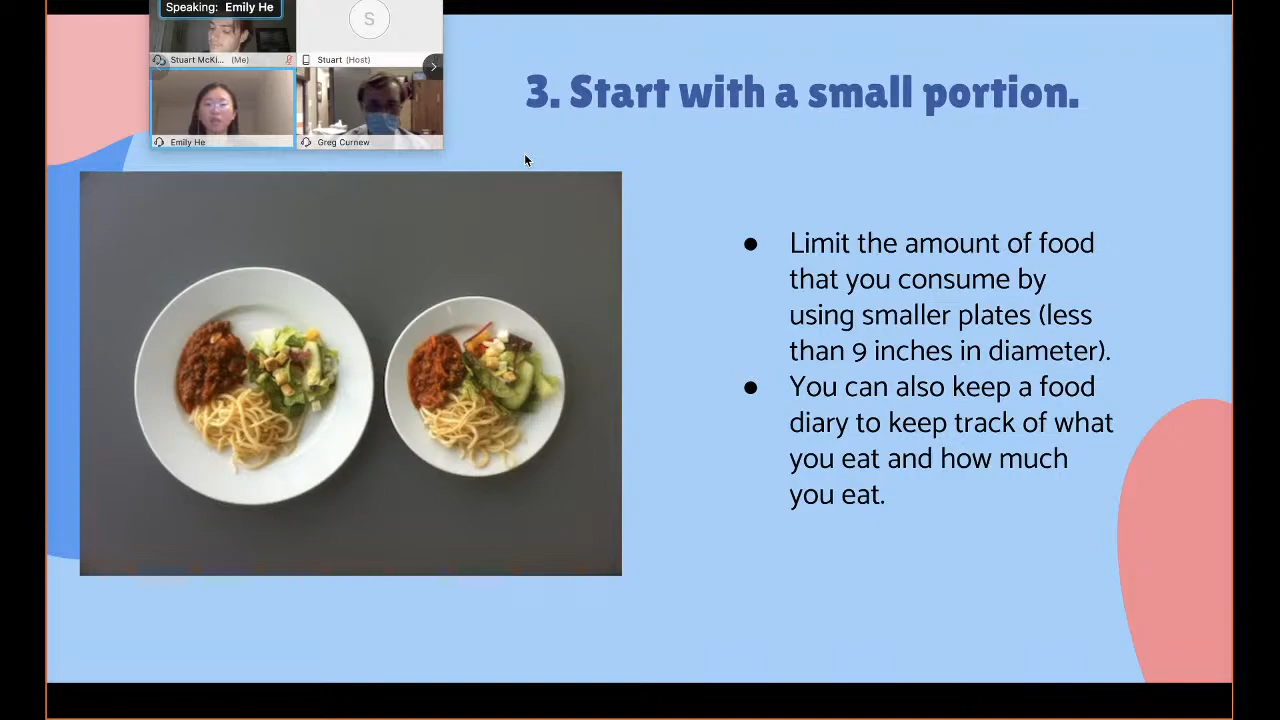 Speaking: Emily He
S
Stuart McKi... (Me)
Stuart (Host)
Emily He
Greg Curnew
3. Start with a small portion.
● Limit the amount of food
that you consume by
using smaller plates (less
than 9 inches in diameter).
● You can also keep a food
diary to keep track of what
you eat and how much
you eat.